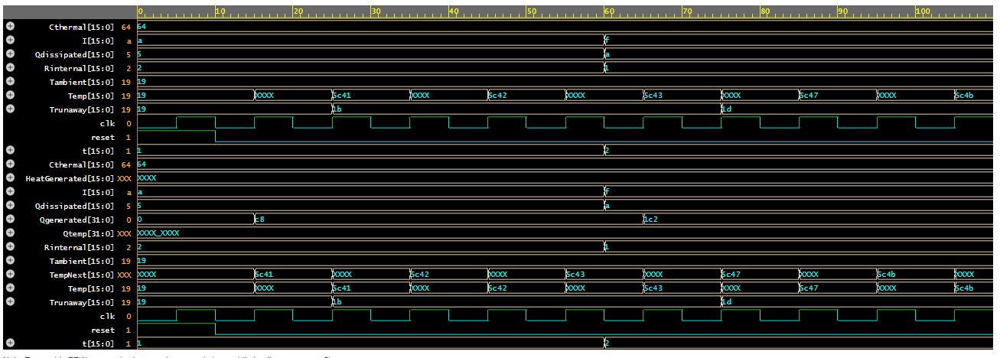 0 10 20 30 40 50 60 70 80 90 100
Cthermal[15:0] 64 64
I[15:0] a a f
Qdissipated[15:0] 5 5 a
Rinternal[15:0] 2 2 1
Tambient[15:0] 19 19
Temp[15:0] 19 19 XXXX 5c41 XXXX 5c42 XXXX 5c43 XXXX 5c47 XXXX 5c4b
Trunaway[15:0] 19 19 1b 1d
clk 0
reset 1
t[15:0] 1 1 2
Cthermal[15:0] 64 64
HeatGenerated[15:0] XXX XXXX
I[15:0] a a f
Qdissipated[15:0] 5 5 a
Qgenerated[31:0] 0 0 c8 1c2
Qtemp[31:0] XXX XXXX_XXXX
Rinternal[15:0] 2 2 1
Tambient[15:0] 19 19
TempNext[15:0] XXX XXXX 5c41 XXXX 5c42 XXXX 5c43 XXXX 5c47 XXXX 5c4b XXXX
Temp[15:0] 19 19 XXXX 5c41 XXXX 5c42 XXXX 5c43 XXXX 5c47 XXXX 5c4b
Trunaway[15:0] 19 19 1b 1d
clk 0
reset 1
t[15:0] 1 1 2